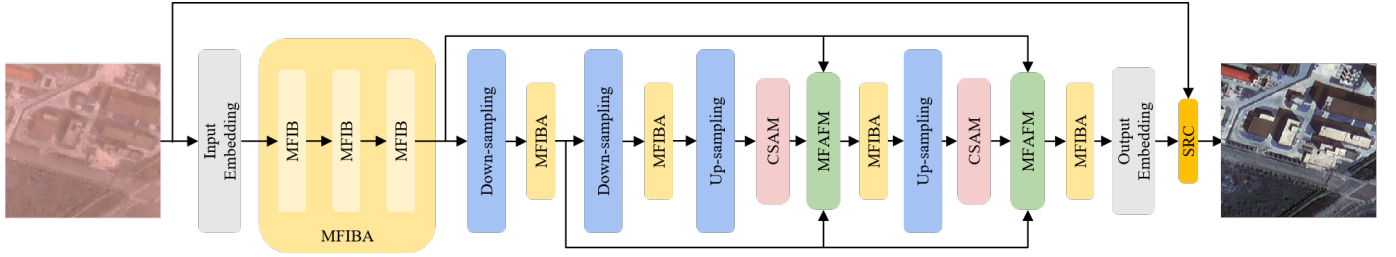 Input
Embedding
MFIB
MFIB
MFIB
MFIBA
Down-sampling
MFIBA
Down-sampling
MFIBA
Up-sampling
CSAM
MFAFM
MFIBA
Up-sampling
CSAM
MFAFM
MFIBA
Output
Embedding
SRC